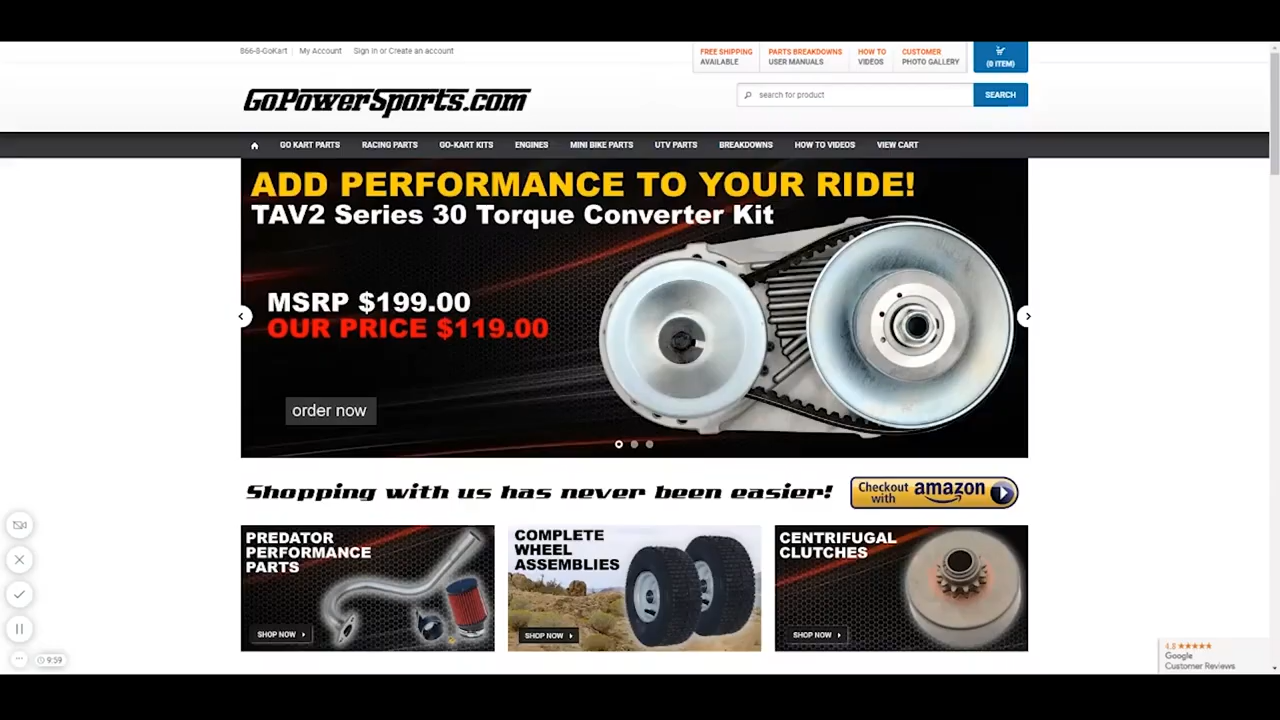 866-8-GoKart
My Account
Sign in or Create an account
FREE SHIPPING
AVAILABLE
PARTS BREAKDOWNS
USER MANUALS
HOW TO
VIDEOS
CUSTOMER
PHOTO GALLERY
(0 ITEM)
GoPowerSports.com
search for product
SEARCH
GO KART PARTS
RACING PARTS
GO-KART KITS
ENGINES
MINI BIKE PARTS
UTV PARTS
BREAKDOWNS
HOW TO VIDEOS
VIEW CART
ADD PERFORMANCE TO YOUR RIDE!
TAV2 Series 30 Torque Converter Kit
MSRP $199.00
OUR PRICE $119.00
order now
Shopping with us has never been easier!
Checkout
with amazon
PREDATOR
PERFORMANCE
PARTS
SHOP NOW
COMPLETE
WHEEL
ASSEMBLIES
SHOP NOW
CENTRIFUGAL
CLUTCHES
SHOP NOW
9:59
4.8
Google
Customer Reviews